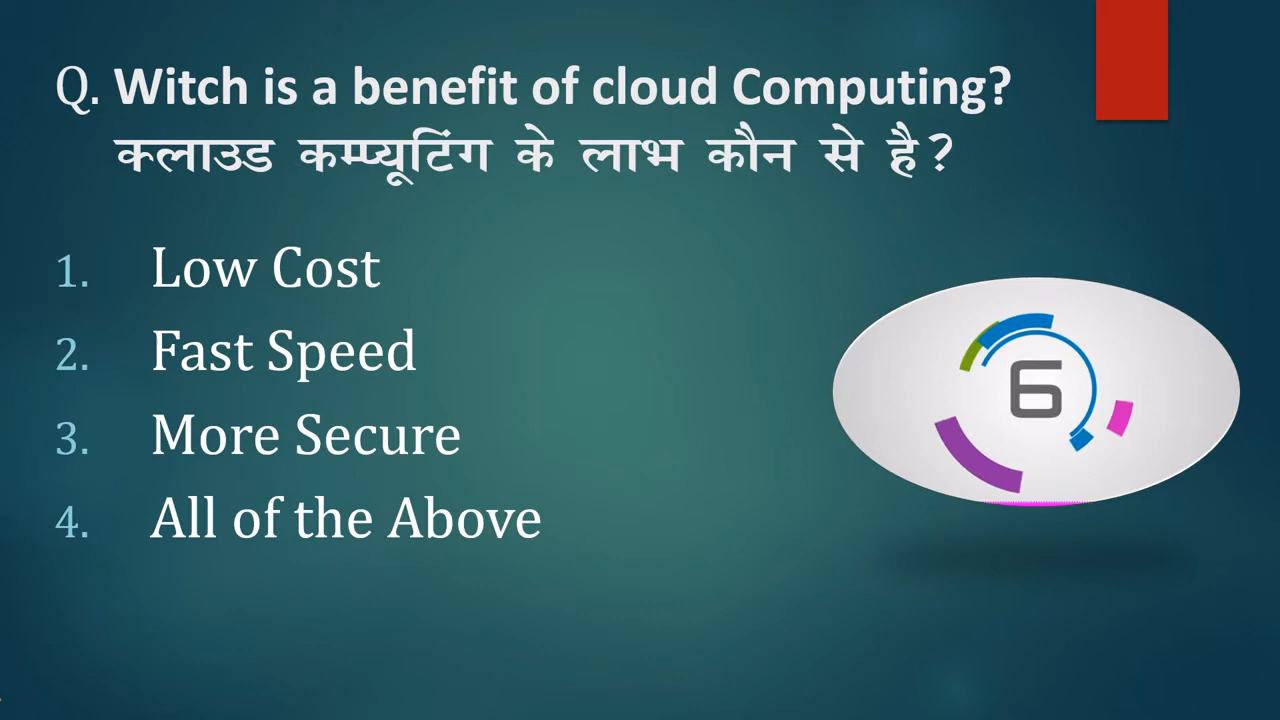 Q. Witch is a benefit of cloud Computing?
क्लाउड कम्प्यूटिंग के लाभ कौन से है?
1. Low Cost
2. Fast Speed
3. More Secure
4. All of the Above
6